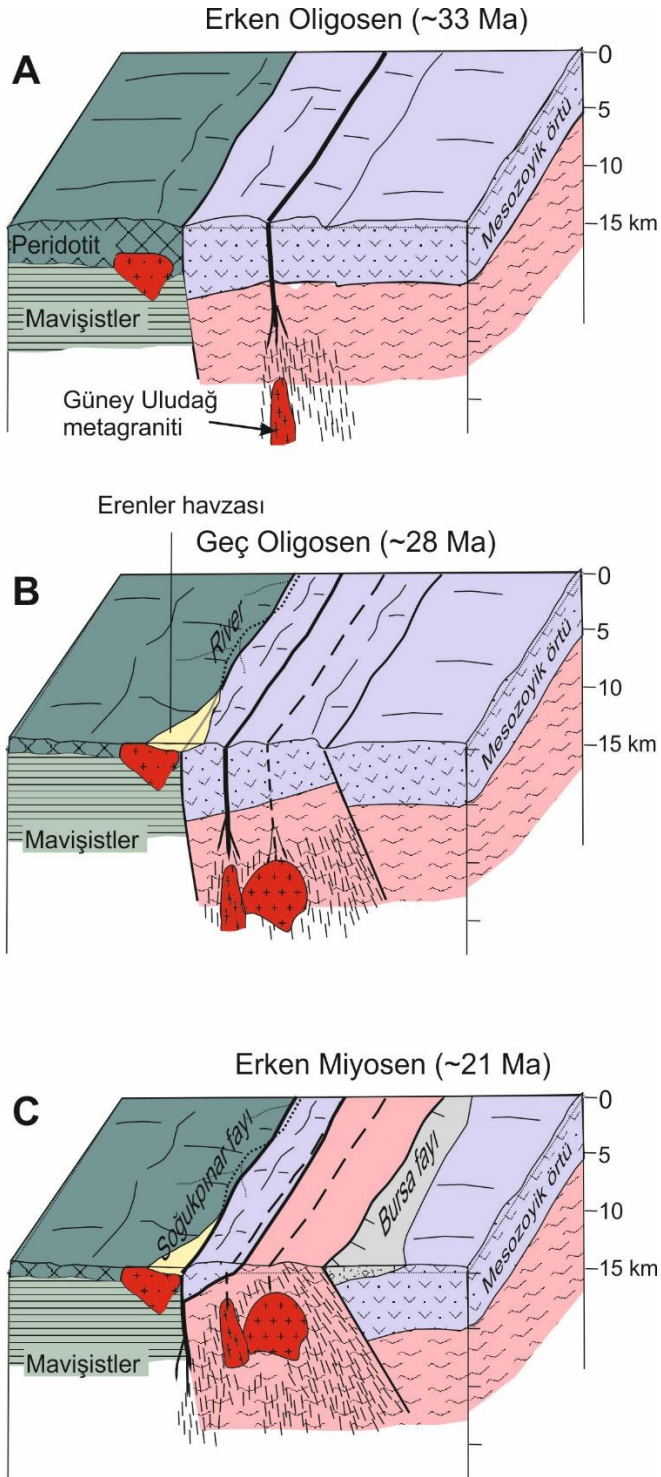 Erken Oligosen (~33 Ma)
A
0
5
10
15 km
Mesozoyik örtü
Peridotit
Mavişistler
Güney Uludağ
metagraniti
Erenler havzası
Geç Oligosen (~28 Ma)
B
River
0
5
10
15 km
Mesozoyik örtü
Mavişistler
Erken Miyosen (~21 Ma)
C
Soğukpınar fayı
Bursa fayı
0
5
10
15 km
Mesozoyik örtü
Mavişistler